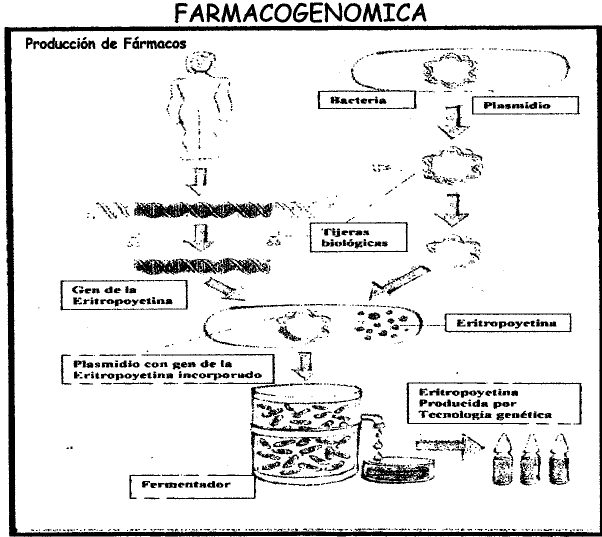 FARMACOGENOMICA
Producción de Fármacos
Bacteria
Plasmidio
Tijeras
biológicas
Gen de la
Eritropoyetina
Eritropoyetina
Plasmidio con gen de la
Eritropoyetina incorporado
Eritropoyetina
Producida por
Tecnología genética
Fermentador